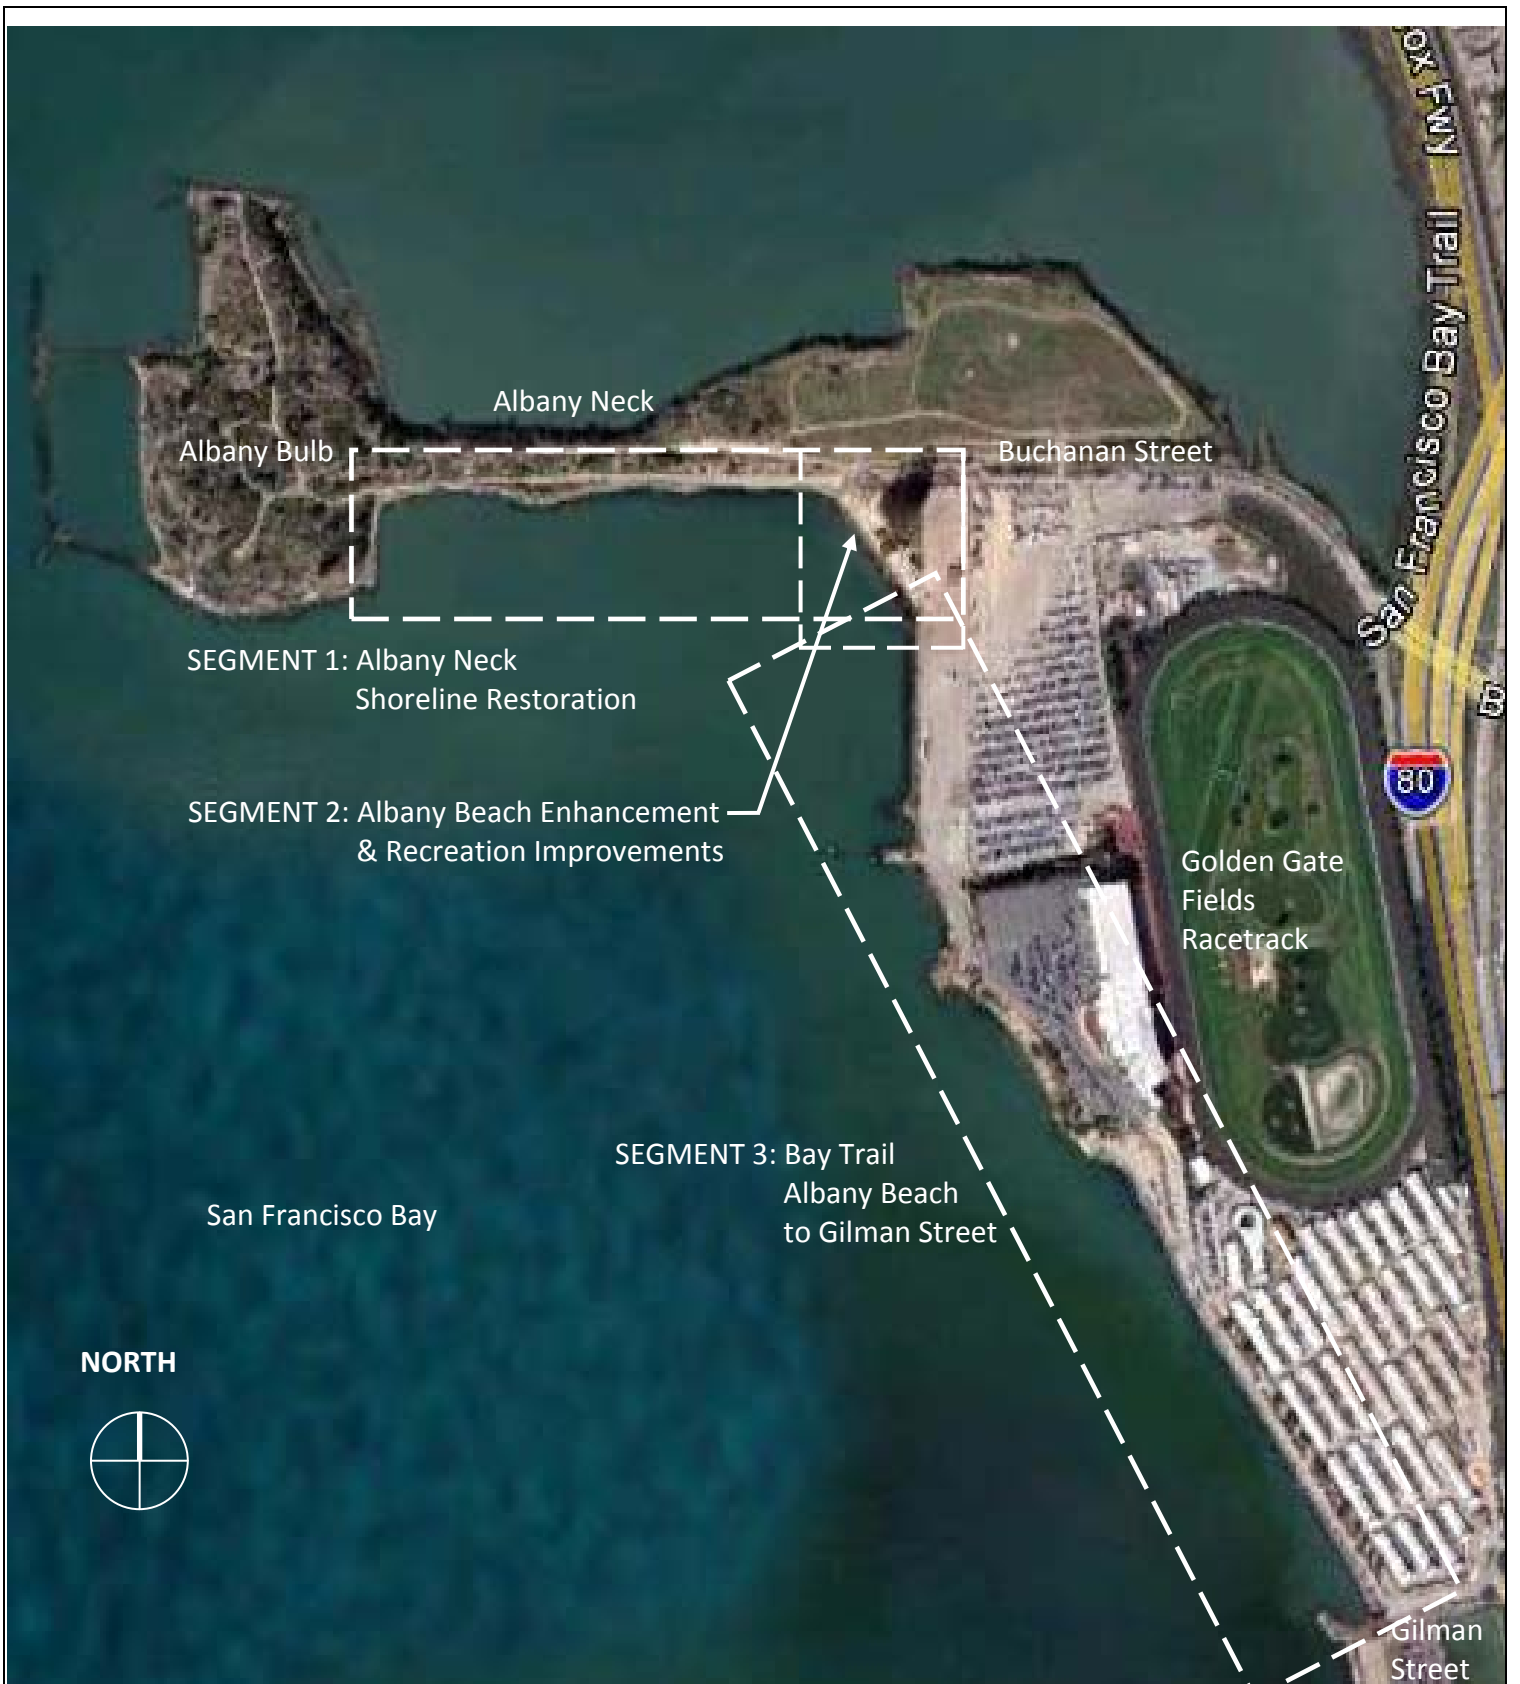 ox Fwy
San Francisco Bay Trail
Albany Neck
Albany Bulb
Buchanan Street
SEGMENT 1: Albany Neck
Shoreline Restoration
80
SEGMENT 2: Albany Beach Enhancement
& Recreation Improvements
Golden Gate
Fields
Racetrack
SEGMENT 3: Bay Trail
Albany Beach
to Gilman Street
San Francisco Bay
NORTH
Gilman
Street